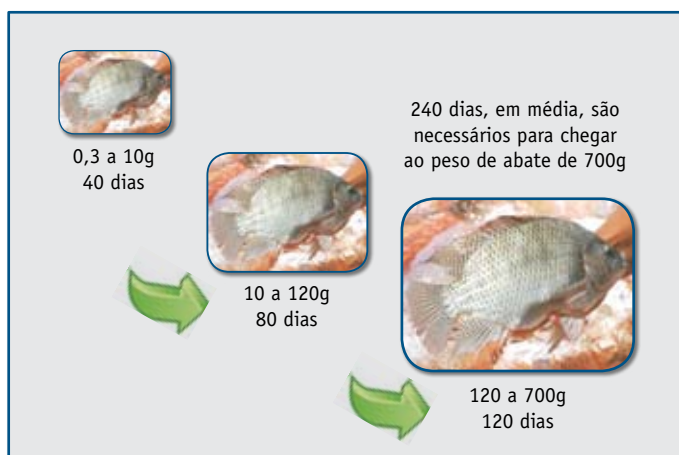 0,3 a 10g
40 dias
10 a 120g
80 dias
240 dias, em média, são
necessários para chegar
ao peso de abate de 700g
120 a 700g
120 dias